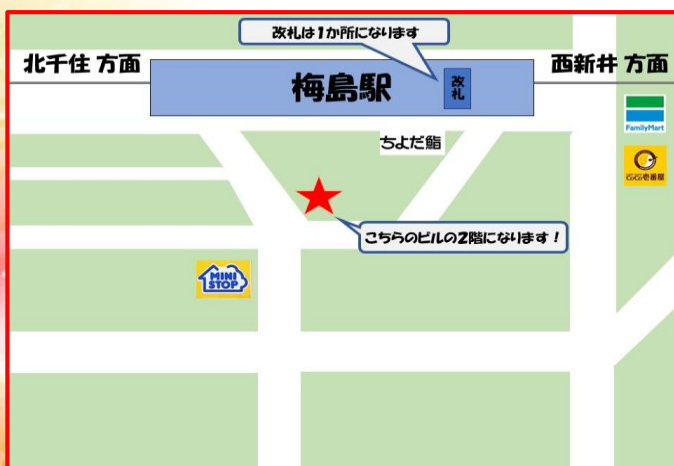 改札は1か所になります
北千住 方面
西新井 方面
梅島駅
改札
FamilyMart
ちよだ鮨
CoCo壱番屋
こちらのビルの2階になります！
MINI
STOP